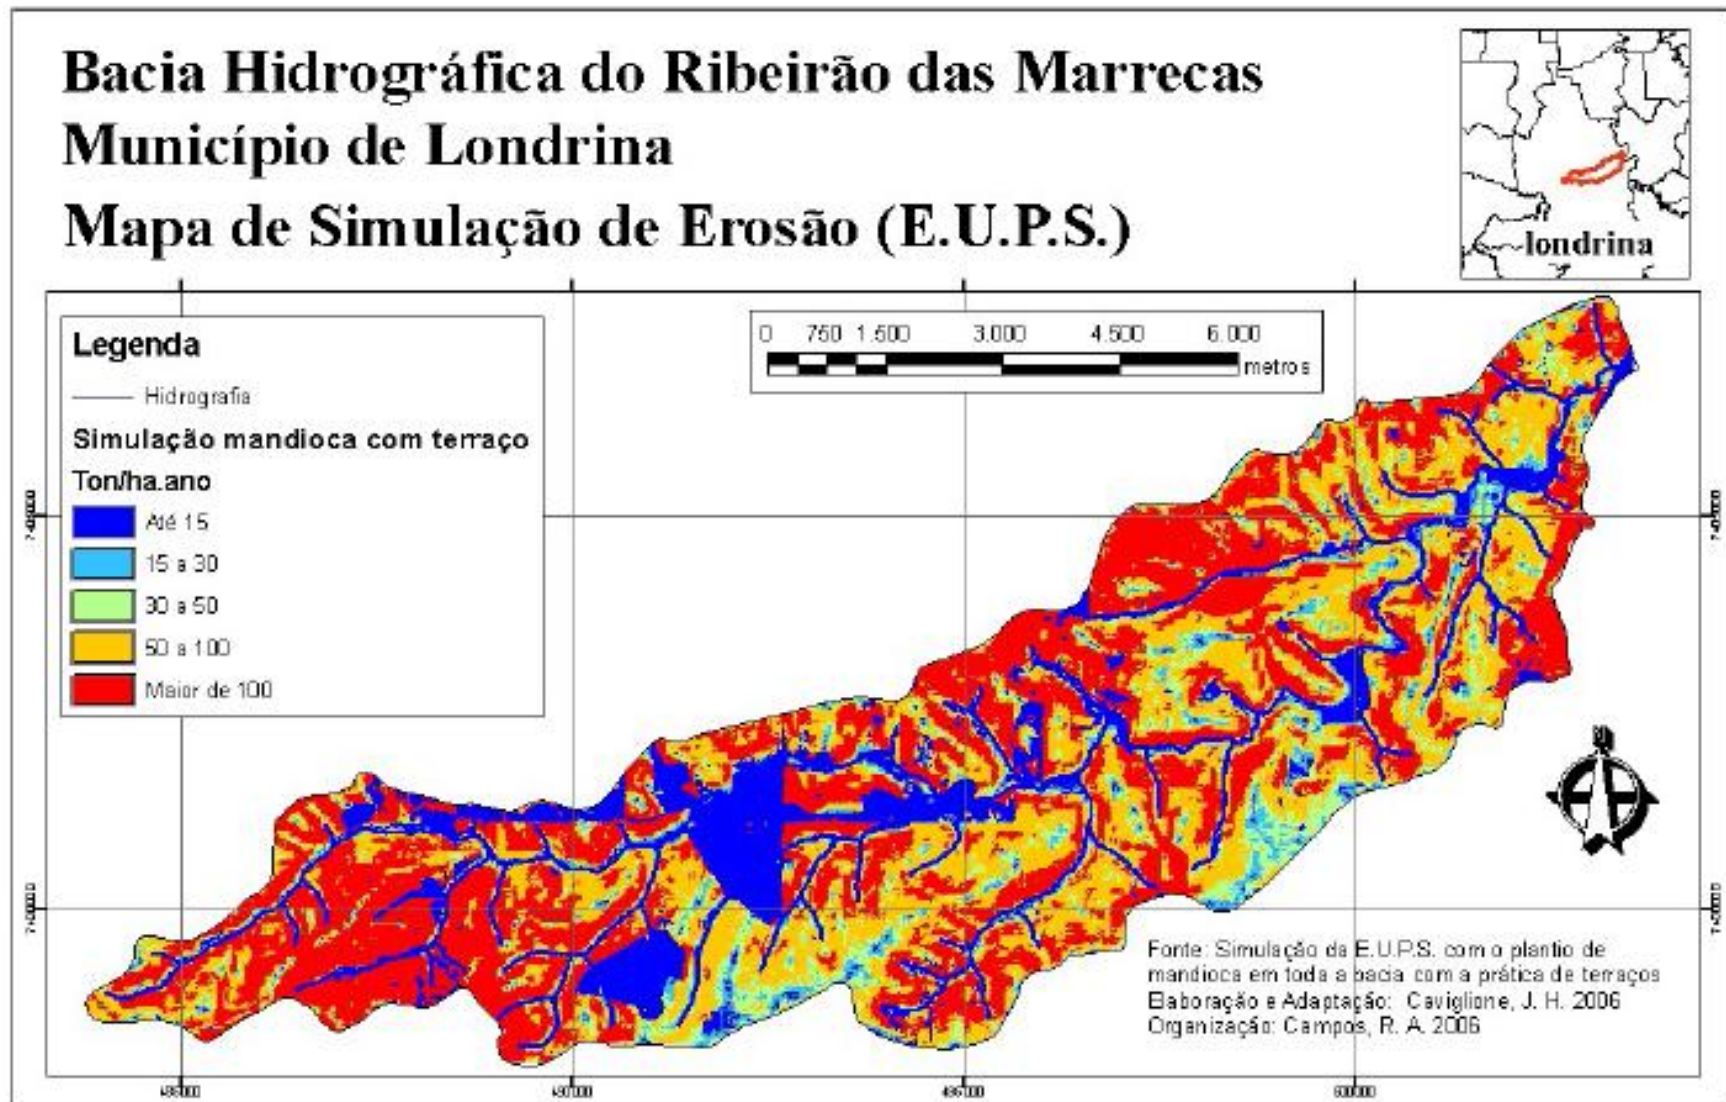 Bacia Hidrográfica do Ribeirão das Marrecas
Município de Londrina
Mapa de Simulação de Erosão (E.U.P.S.)
londrina
Legenda
Hidrografia
Simulação mandioca com terraço
Ton/ha.ano
Até 15
15 a 30
30 a 50
50 a 100
Maior de 100
0 750 1.500 3.000 4.500 6.000
metros
Fonte: Simulação da E.U.P.S. com o plantio de
mandioca em toda a bacia com a prática de terraços
Elaboração e Adaptação: Caviglione, J. H. 2006
Organização: Campos, R. A. 2006